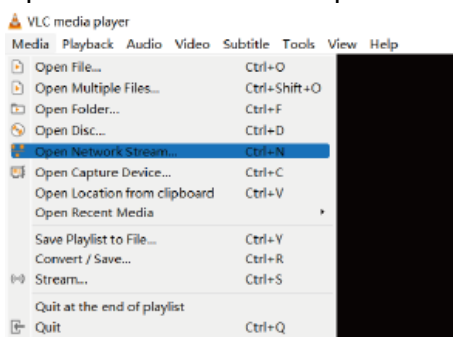 VLC media player
Media Playback Audio Video Subtitle Tools View Help
Open File... Ctrl+O
Open Multiple Files... Ctrl+Shift+O
Open Folder... Ctrl+F
Open Disc... Ctrl+D
Open Network Stream... Ctrl+N
Open Capture Device... Ctrl+C
Open Location from clipboard Ctrl+V
Open Recent Media
Save Playlist to File... Ctrl+Y
Convert / Save... Ctrl+R
Stream... Ctrl+S
Quit at the end of playlist
Quit Ctrl+Q